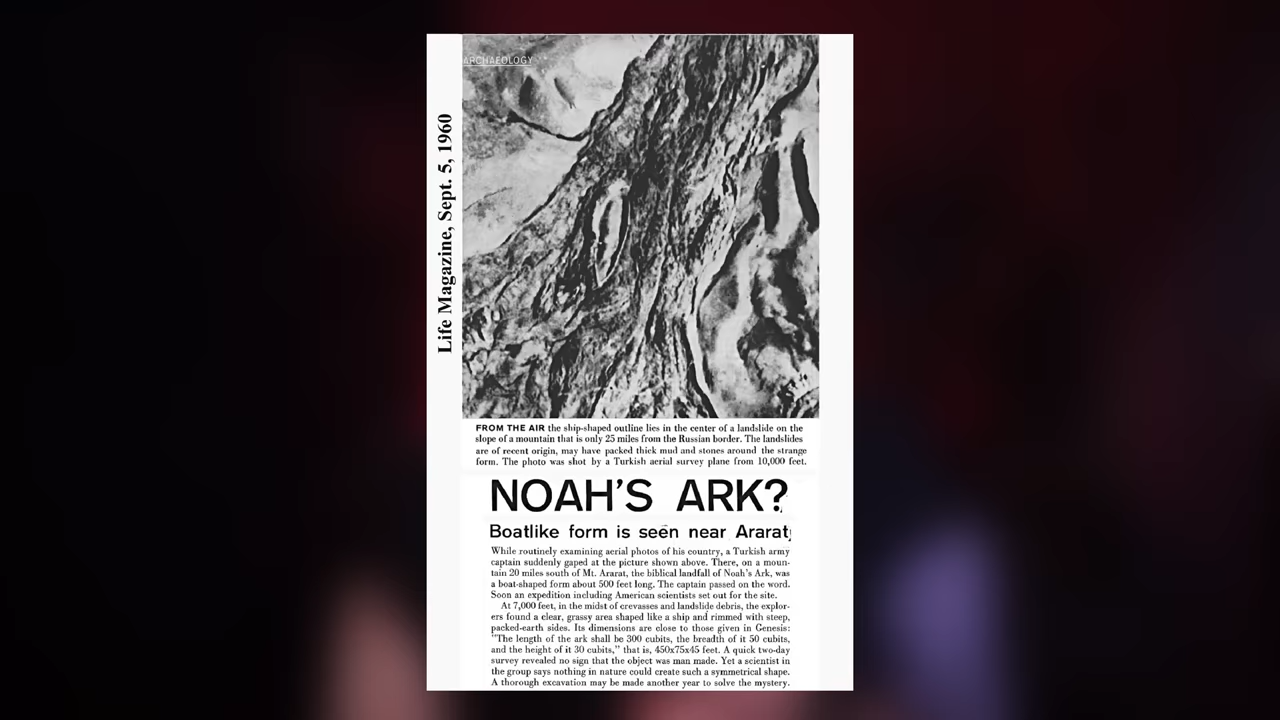 ARCHAEOLOGY
Life Magazine, Sept. 5, 1960
FROM THE AIR the ship-shaped outline lies in the center of a landslide on the
slope of a mountain that is only 25 miles from the Russian border. The landslides
are of recent origin, may have packed thick mud and stones around the strange
form. The photo was shot by a Turkish aerial survey plane from 10,000 feet.
NOAH'S ARK?
Boatlike form is seen near Ararat
While routinely examining aerial photos of his country, a Turkish army
captain suddenly gaped at the picture shown above. There, on a moun-
tain 20 miles south of Mt. Ararat, the biblical landfall of Noah's Ark, was
a boat-shaped form about 500 feet long. The captain passed on the word.
Soon an expedition including American scientists set out for the site.
At 7,000 feet, in the midst of crevasses and landslide debris, the explor-
ers found a clear, grassy area shaped like a ship and rimmed with steep,
packed-earth sides. Its dimensions are close to those given in Genesis:
"The length of the ark shall be 300 cubits, the breadth of it 50 cubits,
and the height of it 30 cubits," that is, 450x75x45 feet. A quick two-day
survey revealed no sign that the object was man made. Yet a scientist in
the group says nothing in nature could create such a symmetrical shape.
A thorough excavation may be made another year to solve the mystery.